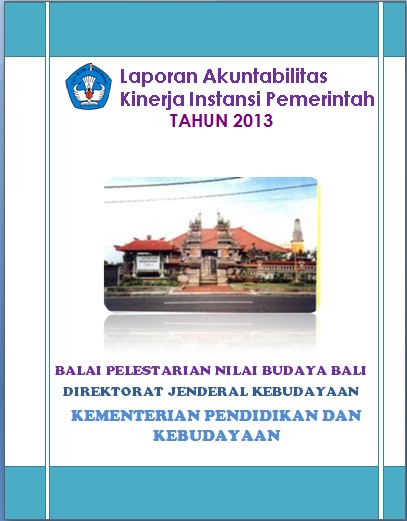 Laporan Akuntabilitas
Kinerja Instansi Pemerintah
TAHUN 2013
BALAI PELESTARIAN NILAI BUDAYA BALI
DIREKTORAT JENDERAL KEBUDAYAAN
KEMENTERIAN PENDIDIKAN DAN
KEBUDAYAAN